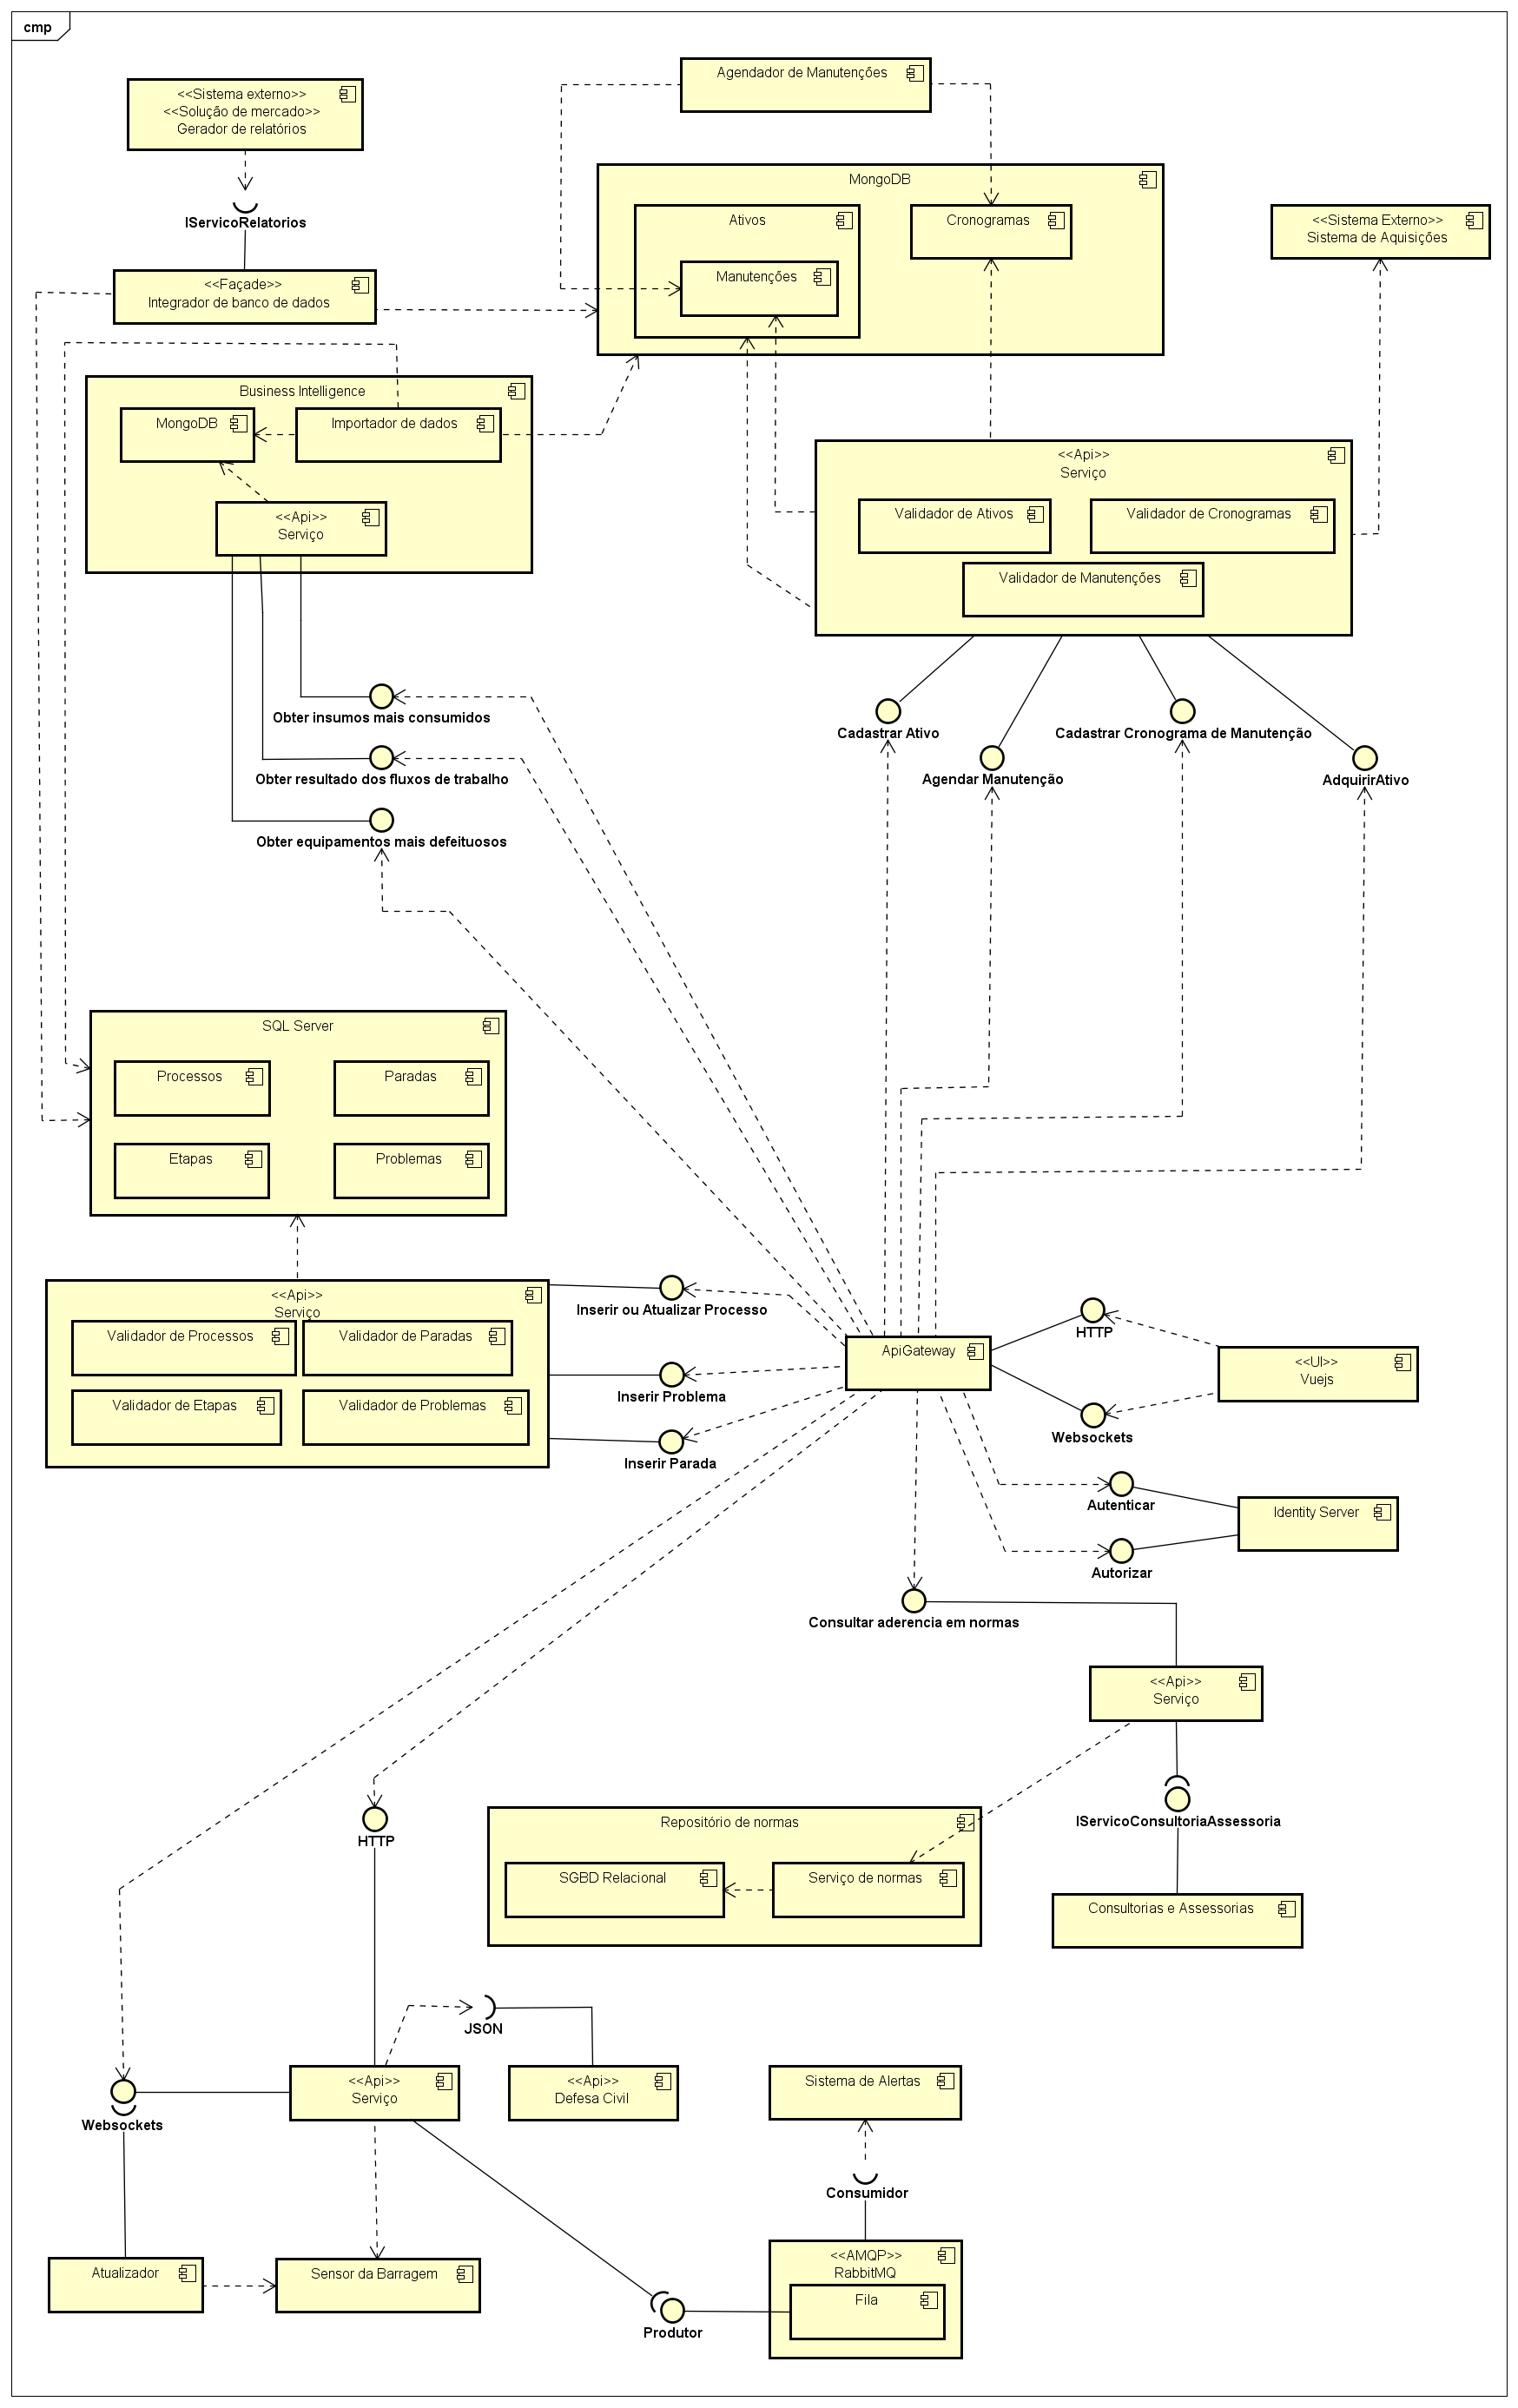 cmp
Agendador de Manutenções
<<Sistema externo>>
<<Solução de mercado>>
Gerador de relatórios
MongoDB
IServicoRelatorios
Ativos
Cronogramas
<<Sistema Externo>>
Sistema de Aquisições
Manutenções
<<Façade>>
Integrador de banco de dados
Business Intelligence
MongoDB
Importador de dados
<<Api>>
Serviço
<<Api>>
Serviço
Validador de Ativos
Validador de Cronogramas
Validador de Manutenções
Obter insumos mais consumidos
Obter resultado dos fluxos de trabalho
Obter equipamentos mais defeituosos
Cadastrar Ativo
Cadastrar Cronograma de Manutenção
Agendar Manutenção
AdquirirAtivo
SQL Server
Processos
Paradas
Etapas
Problemas
<<Api>>
Serviço
Validador de Processos
Validador de Paradas
Validador de Etapas
Validador de Problemas
Inserir ou Atualizar Processo
Inserir Problema
Inserir Parada
ApiGateway
HTTP
<<UI>>
Vuejs
Websockets
Autenticar
Identity Server
Autorizar
Consultar aderencia em normas
<<Api>>
Serviço
IServicoConsultoriaAssessoria
Consultorias e Assessorias
HTTP
Repositório de normas
SGBD Relacional
Serviço de normas
JSON
<<Api>>
Serviço
<<Api>>
Defesa Civil
Sistema de Alertas
Websockets
Consumidor
Atualizador
Sensor da Barragem
<<AMQP>>
RabbitMQ
Fila
Produtor